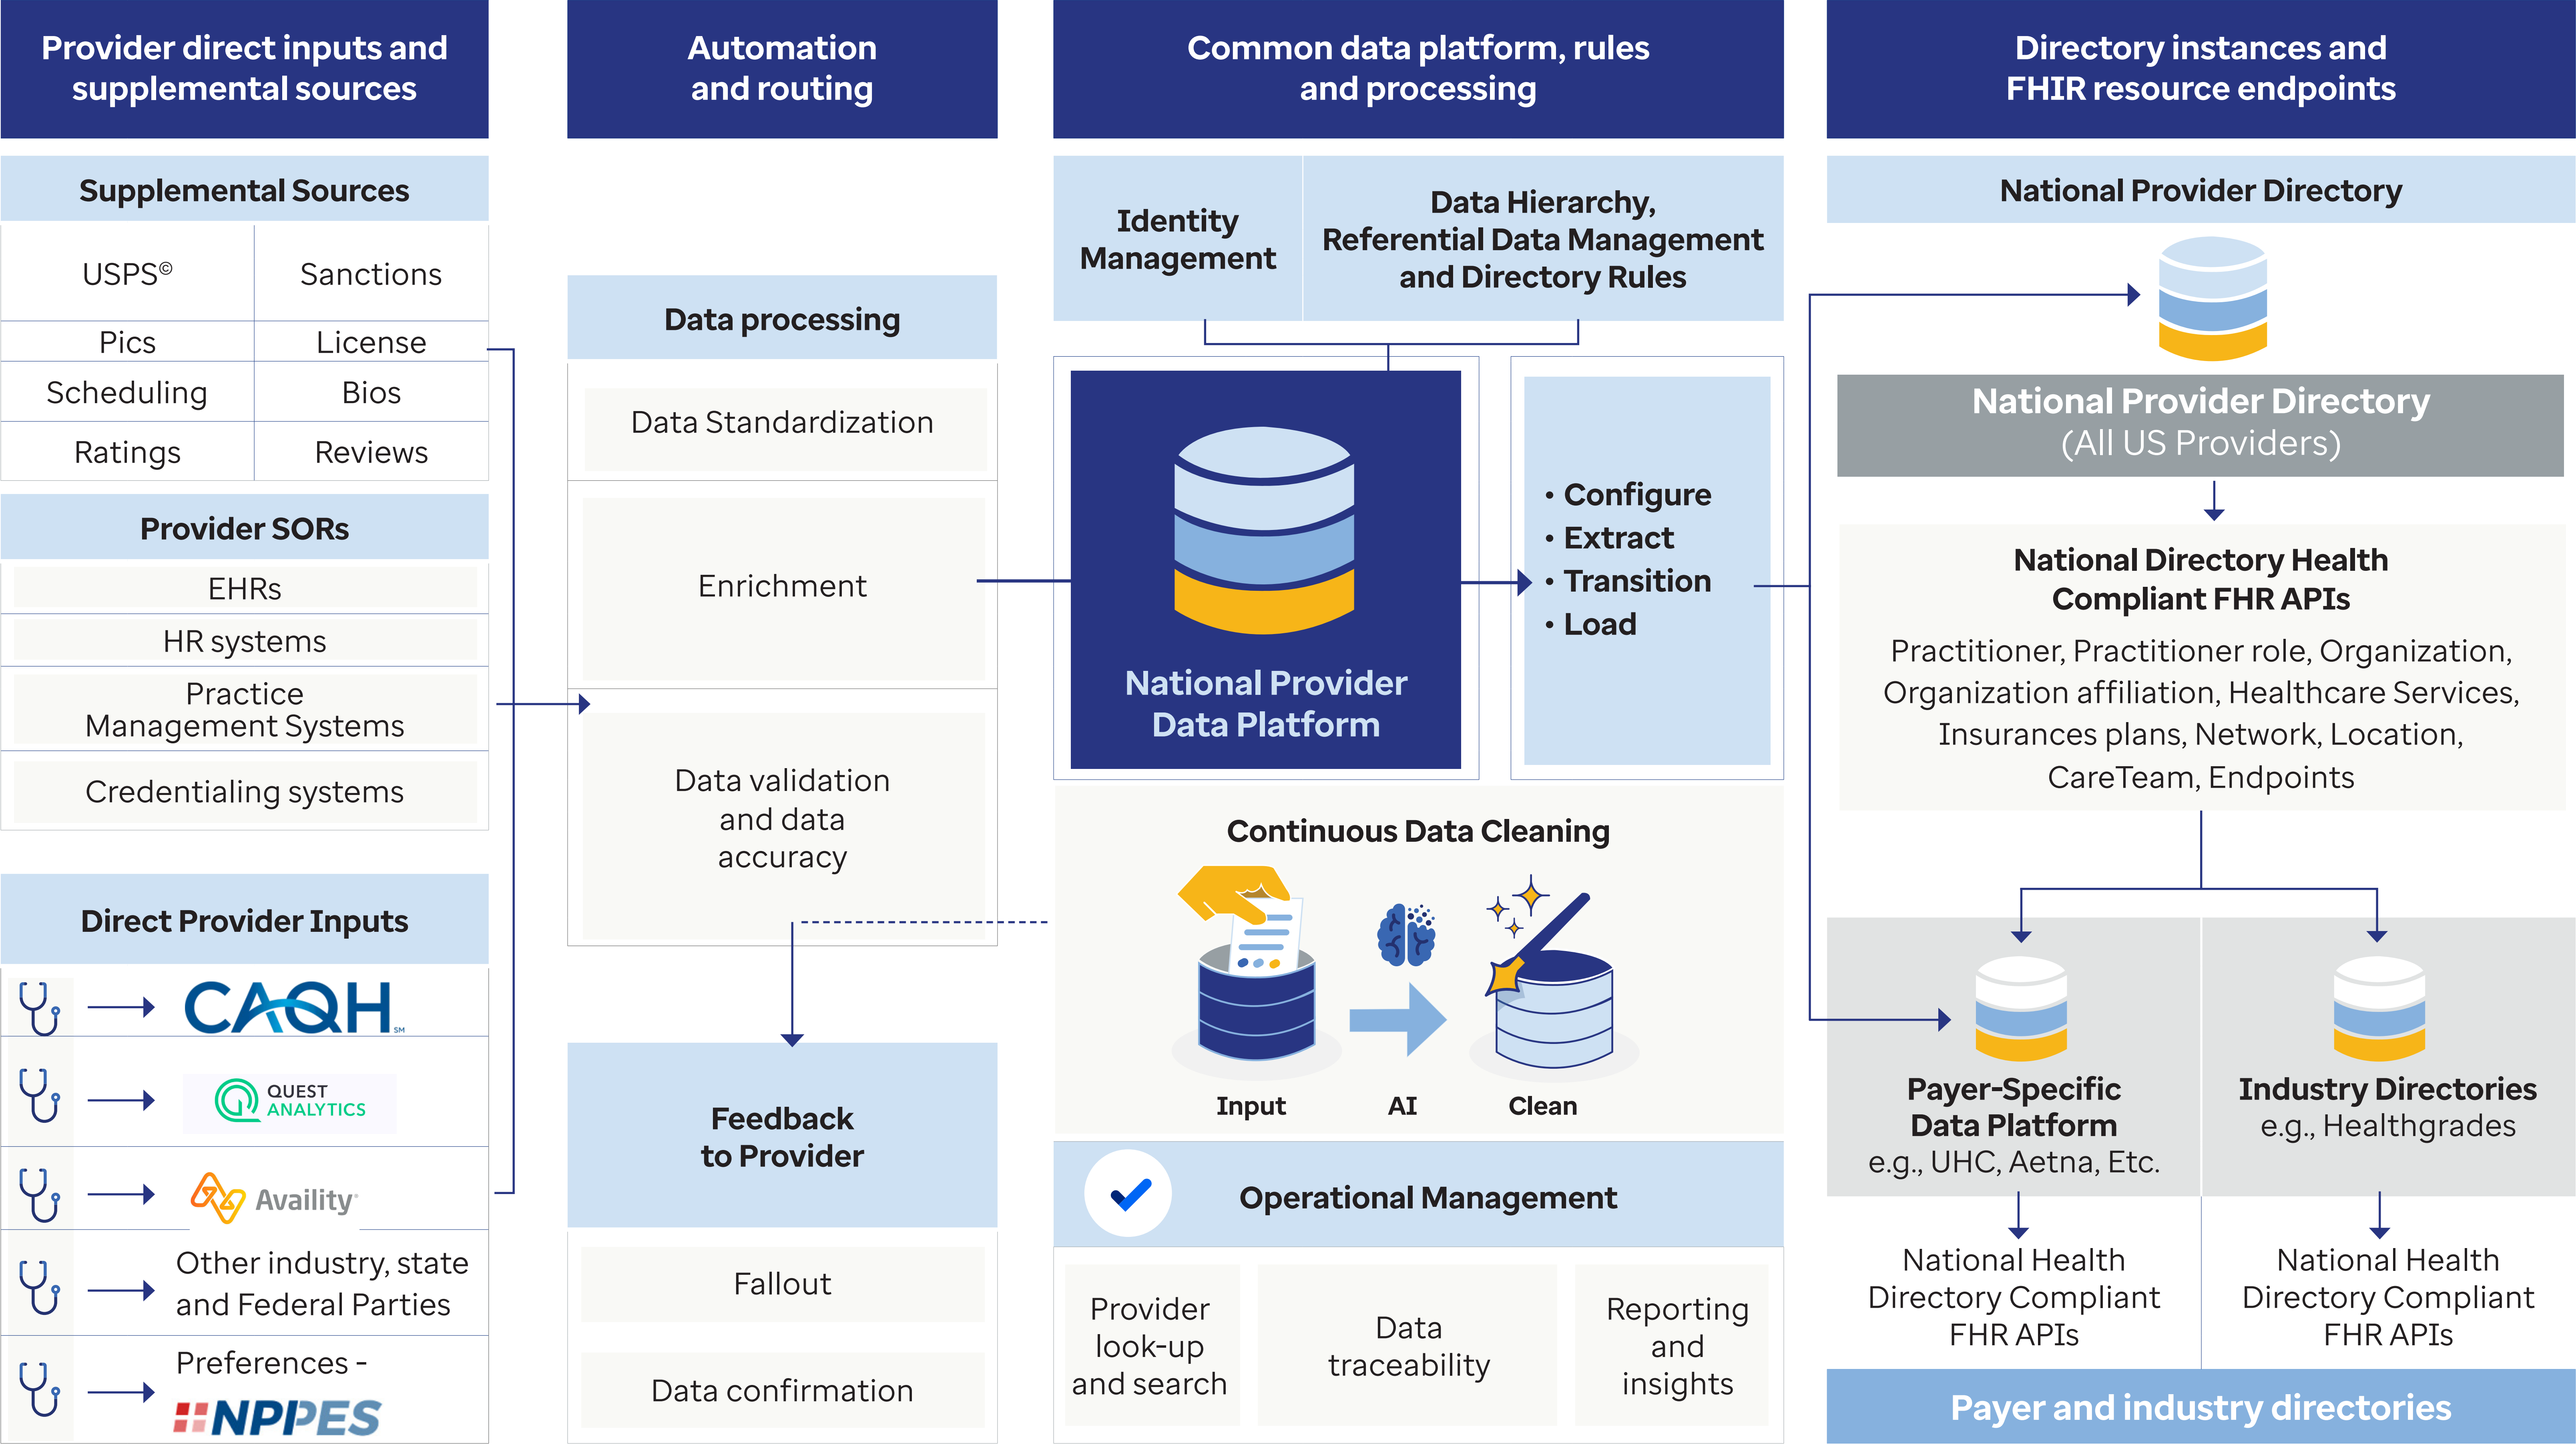 Provider direct inputs and
supplemental sources
Supplemental Sources
USPS©
Sanctions
Pics
License
Scheduling
Bios
Ratings
Reviews
Provider SORs
EHRs
HR systems
Practice
Management Systems
Credentialing systems
Direct Provider Inputs
CAQH SM
QUEST
ANALYTICS
Availity
Other industry, state
and Federal Parties
Preferences -
NPPES
Automation
and routing
Data processing
Data Standardization
Enrichment
Data validation
and data
accuracy
Feedback
to Provider
Fallout
Data confirmation
Common data platform, rules
and processing
Identity
Management
Data Hierarchy,
Referential Data Management
and Directory Rules
National Provider
Data Platform
• Configure
• Extract
• Transition
• Load
Continuous Data Cleaning
Input
AI
Clean
Operational Management
Provider
look-up
and search
Data
traceability
Reporting
and
insights
Directory instances and
FHIR resource endpoints
National Provider Directory
National Provider Directory
(All US Providers)
National Directory Health
Compliant FHR APIs
Practitioner, Practitioner role, Organization,
Organization affiliation, Healthcare Services,
Insurances plans, Network, Location,
CareTeam, Endpoints
Payer-Specific
Data Platform
e.g., UHC, Aetna, Etc.
Industry Directories
e.g., Healthgrades
National Health
Directory Compliant
FHR APIs
National Health
Directory Compliant
FHR APIs
Payer and industry directories